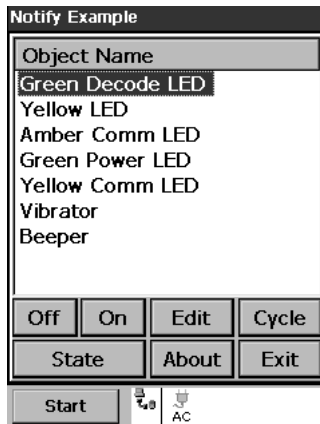 Notify Example
Object Name
Green Decode LED
Yellow LED
Amber Comm LED
Green Power LED
Yellow Comm LED
Vibrator
Beeper
Off On Edit Cycle
State About Exit
Start AC